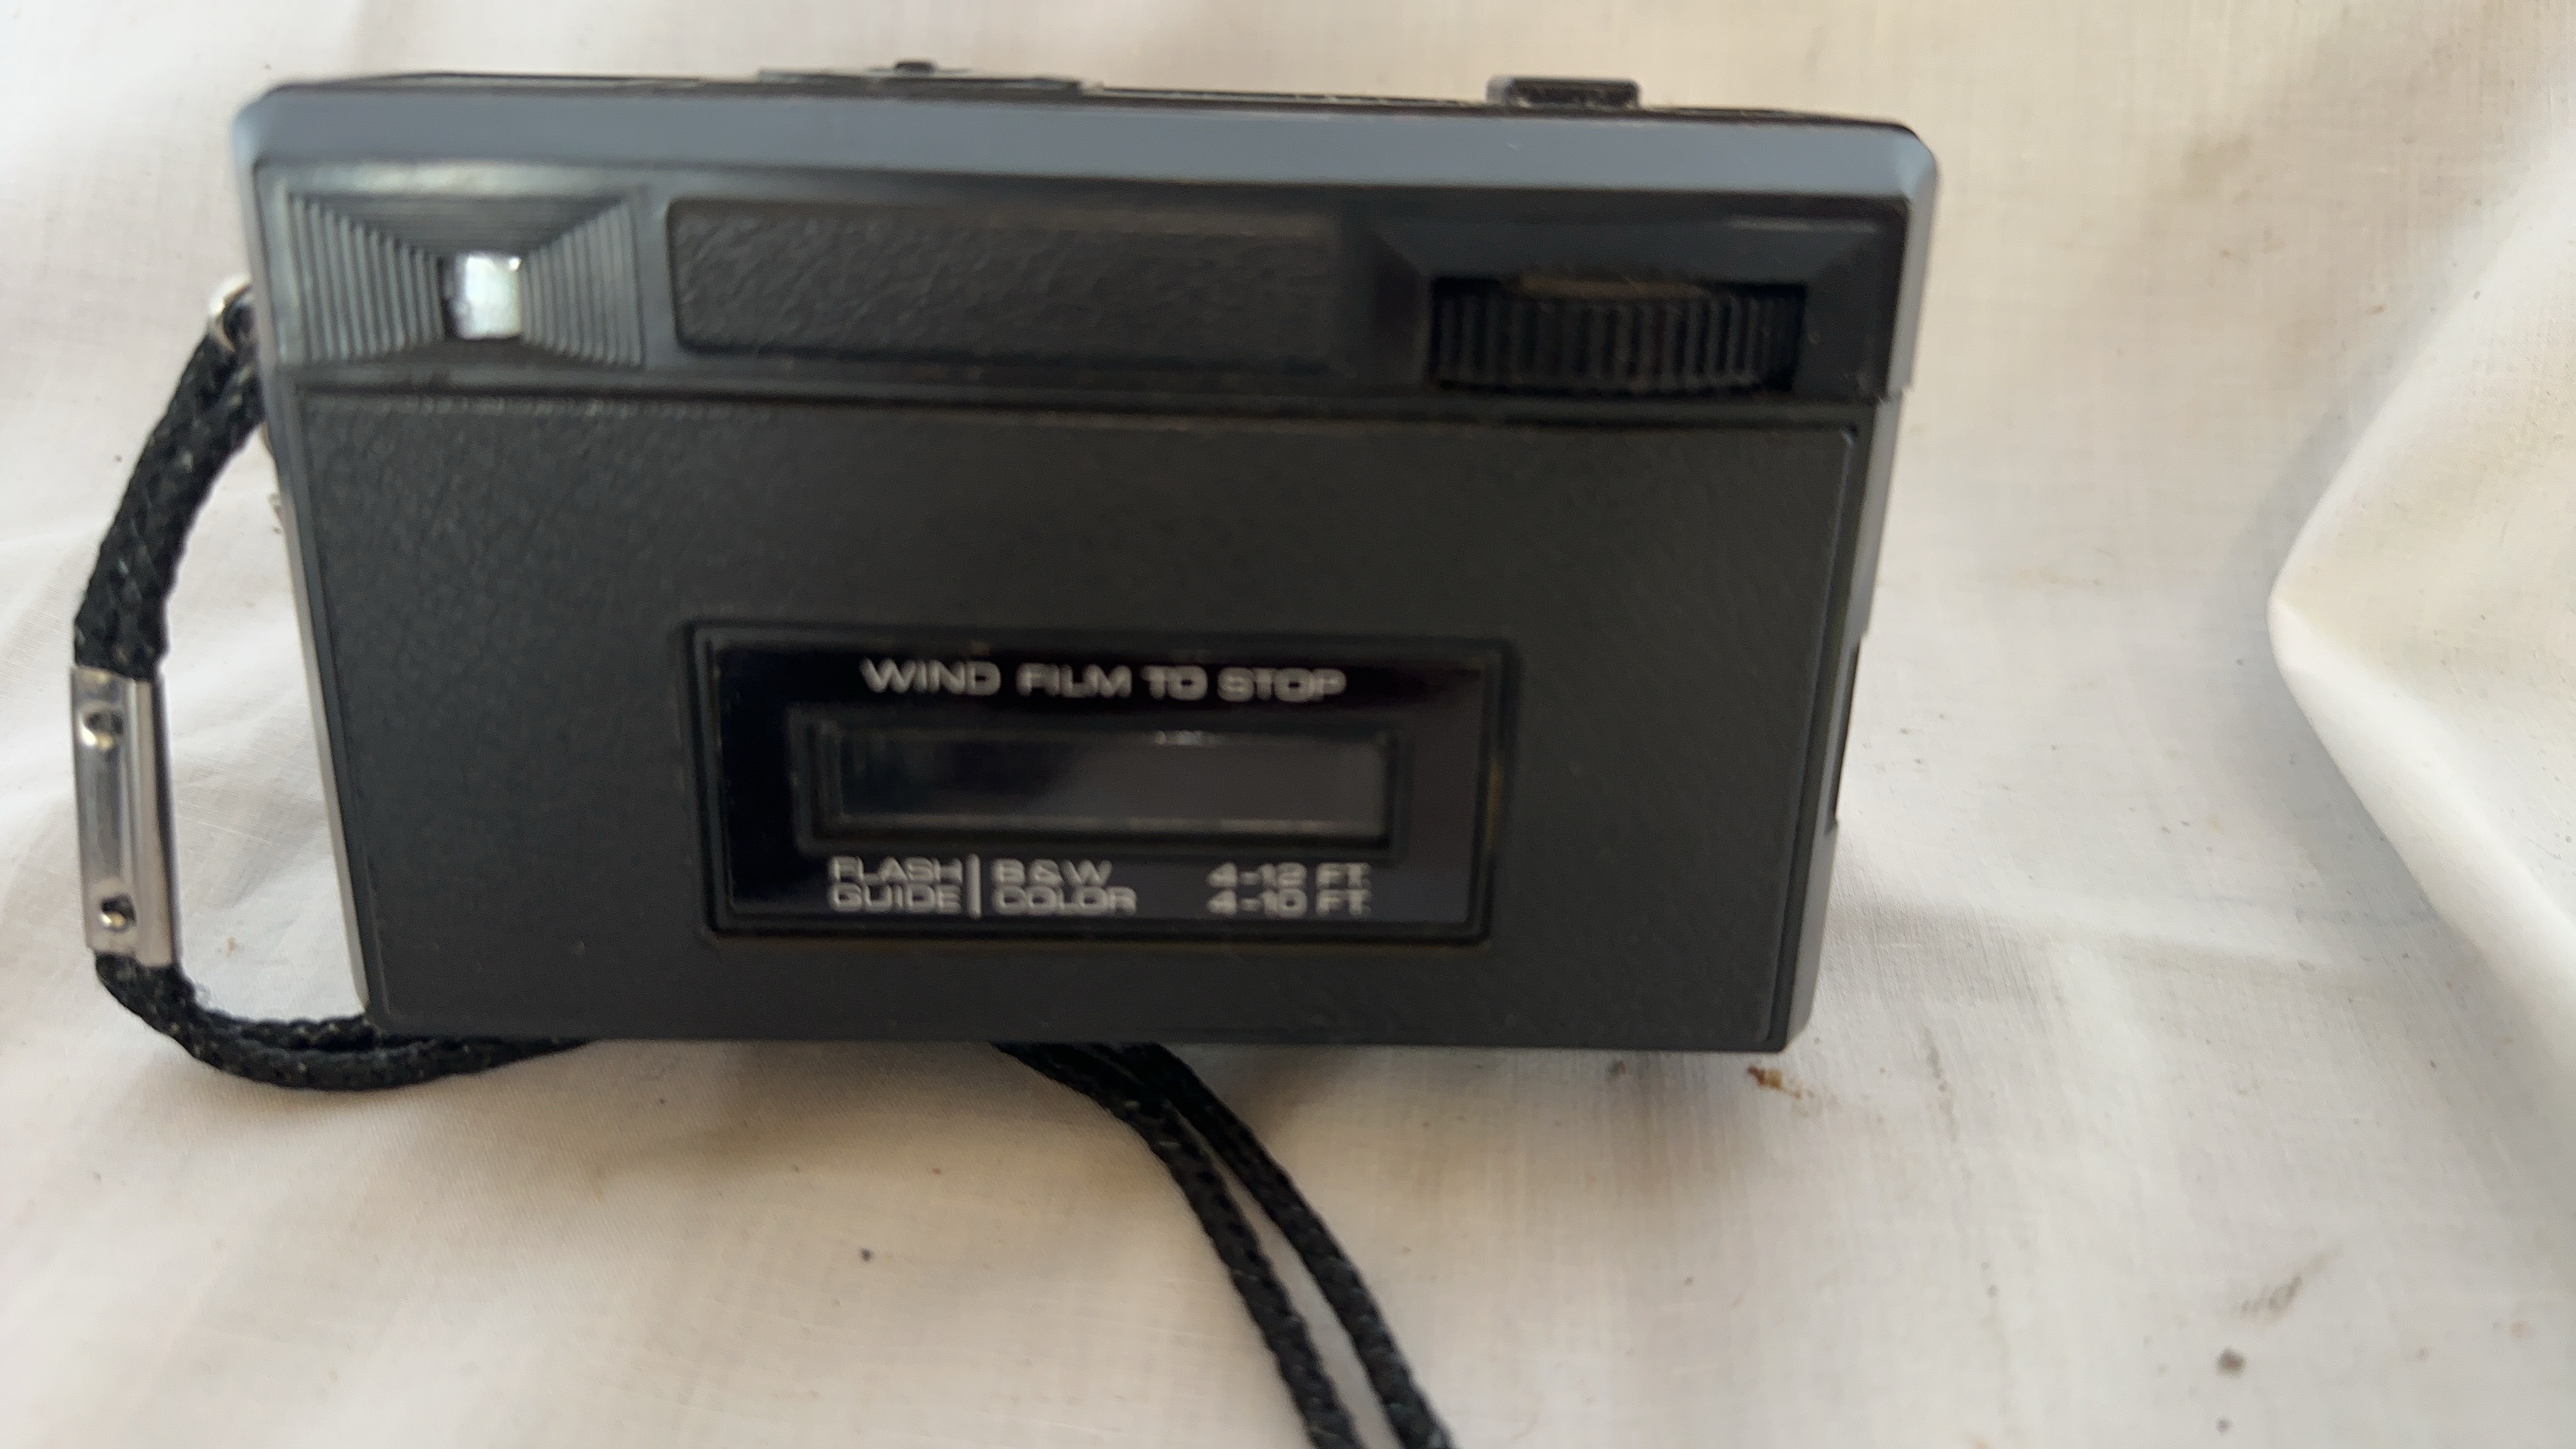 WIND FILM TO STOP
FLASH GUIDE | B & W 4-12 FT.
COLOR 4-10 FT.